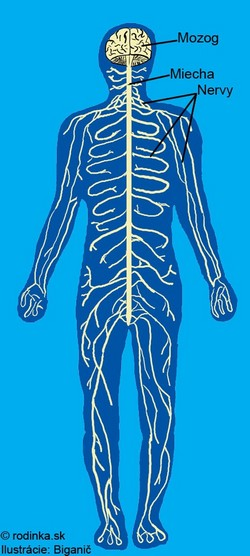 Mozog
Miecha
Nervy
© rodinka.sk
Ilustrácie: Biganič